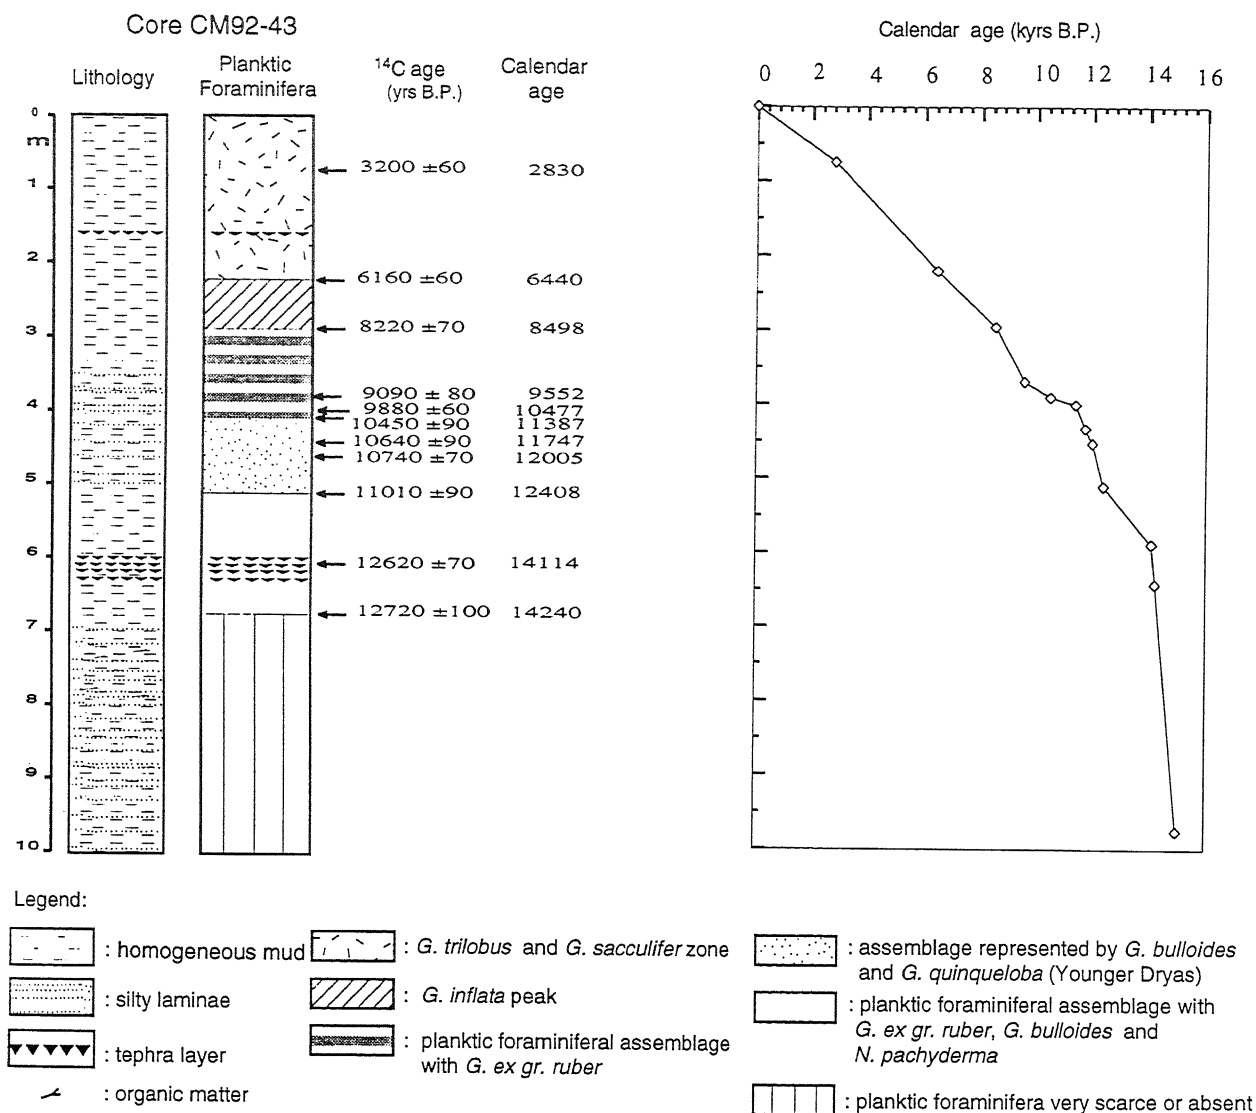 Core CM92-43
Lithology
Planktic
Foraminifera
14C age
(yrs B.P.)
Calendar
age
0
m
1
2
3
4
5
6
7
8
9
10
3200 ±60 2830
6160 ±60 6440
8220 ±70 8498
9090 ± 80 9552
9880 ±60 10477
10450 ±90 11387
10640 ±90 11747
10740 ±70 12005
11010 ±90 12408
12620 ±70 14114
12720 ±100 14240
Calendar age (kyrs B.P.)
0 2 4 6 8 10 12 14 16
Legend:
: homogeneous mud
: silty laminae
: tephra layer
: organic matter
: G. trilobus and G. sacculifer zone
: G. inflata peak
: planktic foraminiferal assemblage
with G. ex gr. ruber
: assemblage represented by G. bulloides
and G. quinqueloba (Younger Dryas)
: planktic foraminiferal assemblage with
G. ex gr. ruber, G. bulloides and
N. pachyderma
: planktic foraminifera very scarce or absent